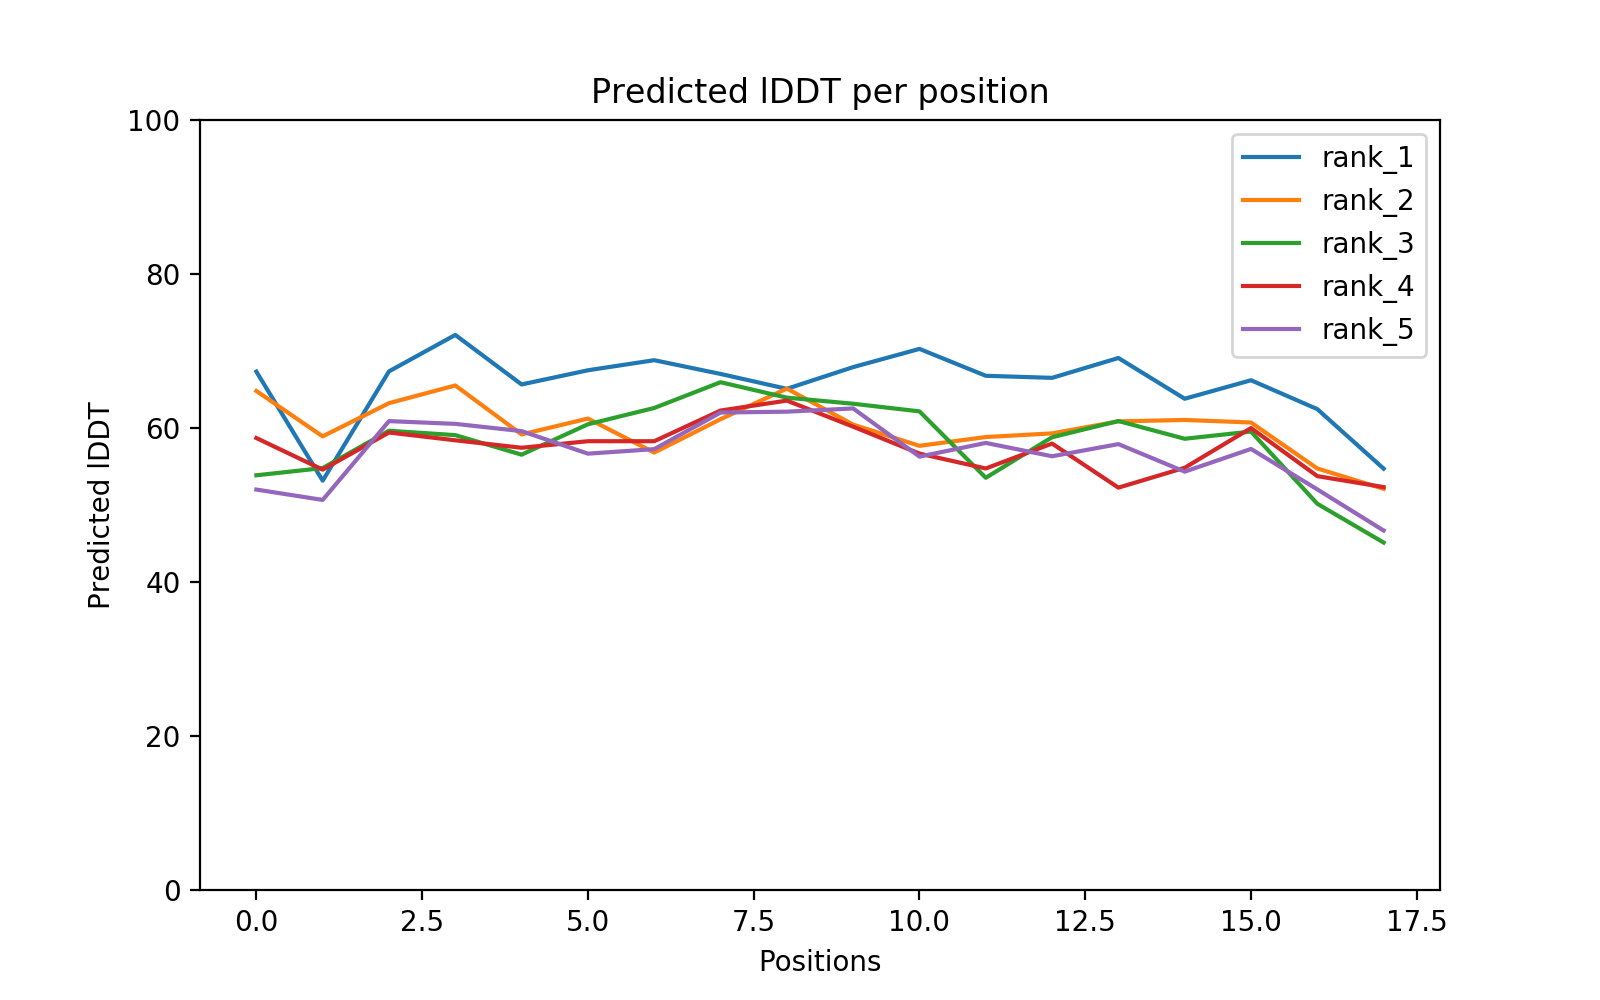 Predicted lDDT per position
100
80
60
40
20
0
Predicted lDDT
rank_1
rank_2
rank_3
rank_4
rank_5
0.0 2.5 5.0 7.5 10.0 12.5 15.0 17.5
Positions